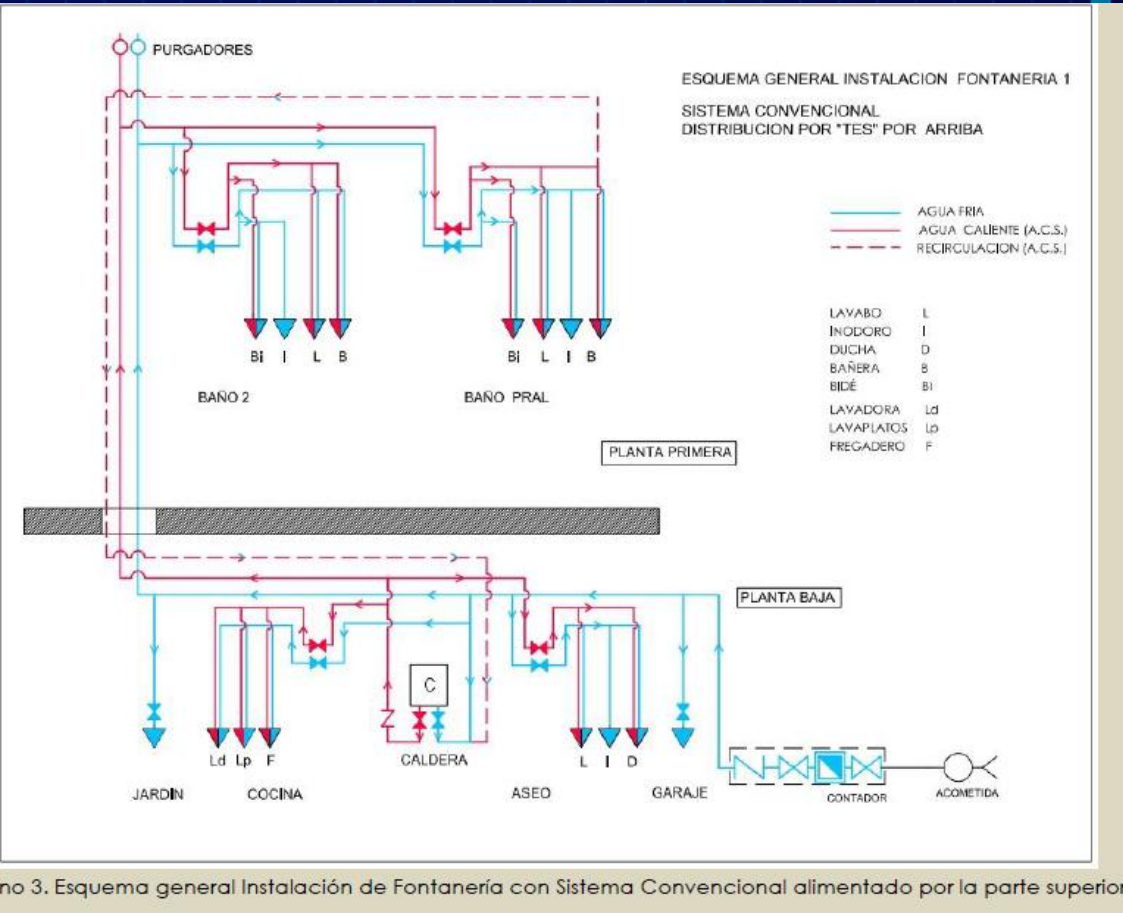 PURGADORES
ESQUEMA GENERAL INSTALACION FONTANERIA 1
SISTEMA CONVENCIONAL
DISTRIBUCION POR "TES" POR ARRIBA
AGUA FRIA
AGUA CALIENTE (A.C.S.)
RECIRCULACION (A.C.S.)
LAVABO L
INODORO I
DUCHA D
BAÑERA B
BIDÉ Bi
LAVADORA Ld
LAVAPLATOS Lp
FREGADERO F
Bi I L B
BAÑO 2
Bi L I B
BAÑO PRAL
PLANTA PRIMERA
PLANTA BAJA
C
Ld Lp F
CALDERA
L I D
JARDIN
COCINA
ASEO
GARAJE
CONTADOR
ACOMETIDA
no 3. Esquema general Instalación de Fontanería con Sistema Convencional alimentado por la parte superior